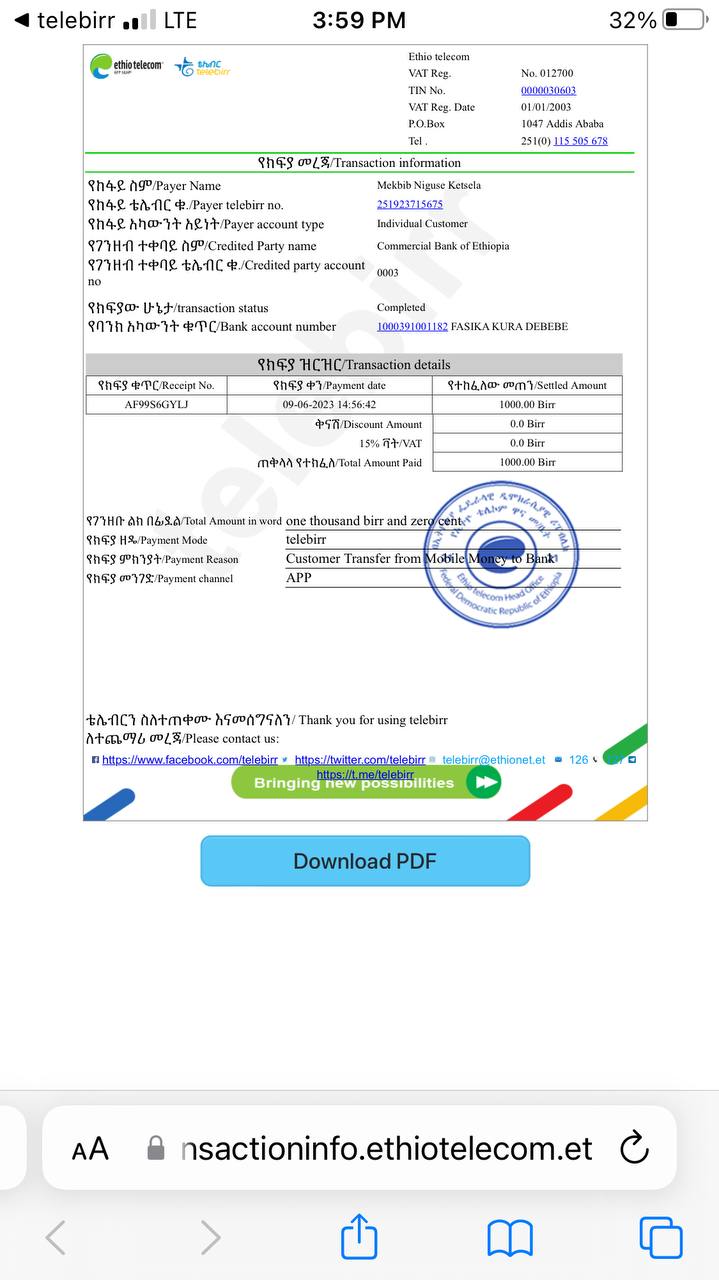 telebirr LTE 3:59 PM 32%
ethio telecom
ቴሌብር
telebirr
Ethio telecom
VAT Reg. No. 012700
TIN No. 0000030603
VAT Reg. Date 01/01/2003
P.O.Box 1047 Addis Ababa
Tel . 251(0) 115 505 678
የክፍያ መረጃ/Transaction information
የከፋይ ስም/Payer Name Mekbib Niguse Ketsela
የከፋይ ቴሌብር ቁ./Payer telebirr no. 251923715675
የከፋይ አካውንት አይነት/Payer account type Individual Customer
የገንዘብ ተቀባይ ስም/Credited Party name Commercial Bank of Ethiopia
የገንዘብ ተቀባይ ቴሌብር ቁ./Credited party account no 0003
የክፍያው ሁኔታ/transaction status Completed
የባንክ አካውንት ቁጥር/Bank account number 1000391001182 FASIKA KURA DEBEBE
telebirr
የክፍያ ዝርዝር/Transaction details
የክፍያ ቁጥር/Receipt No. የክፍያ ቀን/Payment date የተከፈለው መጠን/Settled Amount
AF99S6GYLJ 09-06-2023 14:56:42 1000.00 Birr
ቅናሽ/Discount Amount 0.0 Birr
15% ቫት/VAT 0.0 Birr
ጠቅላላ የተከፈለ/Total Amount Paid 1000.00 Birr
የገንዘቡ ልክ በፊደል/Total Amount in word one thousand birr and zero cent
የክፍያ ዘዴ/Payment Mode telebirr
የክፍያ ምክንያት/Payment Reason Customer Transfer from Mobile Money to Bank
የክፍያ መንገድ/Payment channel APP
Ethio telecom Head Office
Federal Democratic Republic of Ethiopia
ቴሌብርን ስለተጠቀሙ እናመሰግናለን/ Thank you for using telebirr
ለተጨማሪ መረጃ/Please contact us:
https://www.facebook.com/telebirr https://twitter.com/telebirr telebirr@ethionet.et 126
https://t.me/telebirr
Bringing new possibilities
Download PDF
AA nsactioninfo.ethiotelecom.et